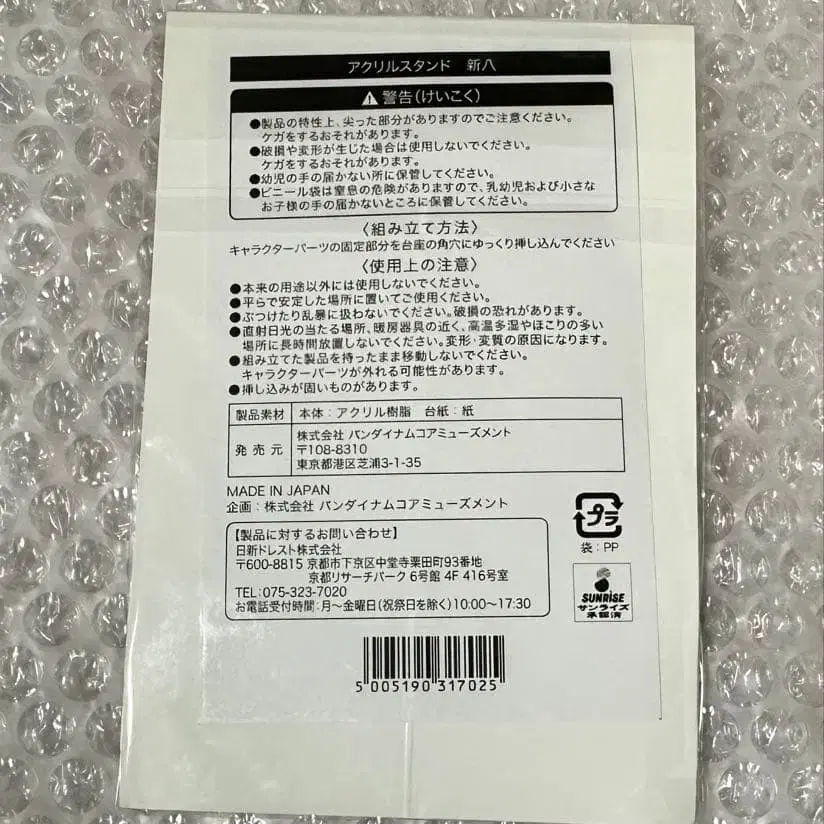 アクリルスタンド 新八
警告(けいこく)
●製品の特性上、尖った部分がありますのでご注意ください。
ケガをするおそれがあります。
●破損や変形が生じた場合は使用しないでください。
ケガをするおそれがあります。
●幼児の手の届かない所に保管してください。
●ビニール袋は窒息の危険がありますので、乳幼児および小さな
お子様の手の届かないところに保管してください。
〈組み立て方法〉
キャラクターパーツの固定部分を台座の角穴にゆっくり挿し込んでください
〈使用上の注意〉
●本来の用途以外には使用しないでください。
●平らで安定した場所に置いてご使用ください。
●ぶつけたり乱暴に扱わないでください。破損の恐れがあります。
●直射日光の当たる場所、暖房器具の近く、高温多湿やほこりの多い
場所に長時間放置しないでください。変形・変質の原因になります。
●組み立てた製品を持ったまま移動しないでください。
キャラクターパーツが外れる可能性があります。
●挿し込みが固いものがあります。
製品素材 本体:アクリル樹脂 台紙:紙
発売元 株式会社 バンダイナムコアミューズメント
〒108-8310
東京都港区芝浦3-1-35
MADE IN JAPAN
企画:株式会社 バンダイナムコアミューズメント
【製品に対するお問い合わせ】
日新ドレスト株式会社
〒600-8815 京都市下京区中堂寺粟田町93番地
京都リサーチパーク 6号館 4F 416号室
TEL:075-323-7020
お電話受付時間:月～金曜日(祝祭日を除く)10:00～17:30
プラ
袋:PP
SUNRISE
サンライズ
承認済
5 005190 317025